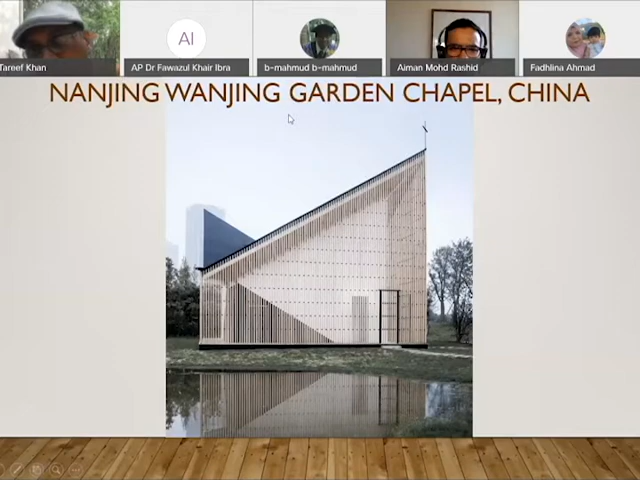 Tareef Khan
AI
AP Dr Fawazul Khair Ibra
b-mahmud b-mahmud
Aiman Mohd Rashid
Fadhlina Ahmad
NANJING WANJING GARDEN CHAPEL, CHINA